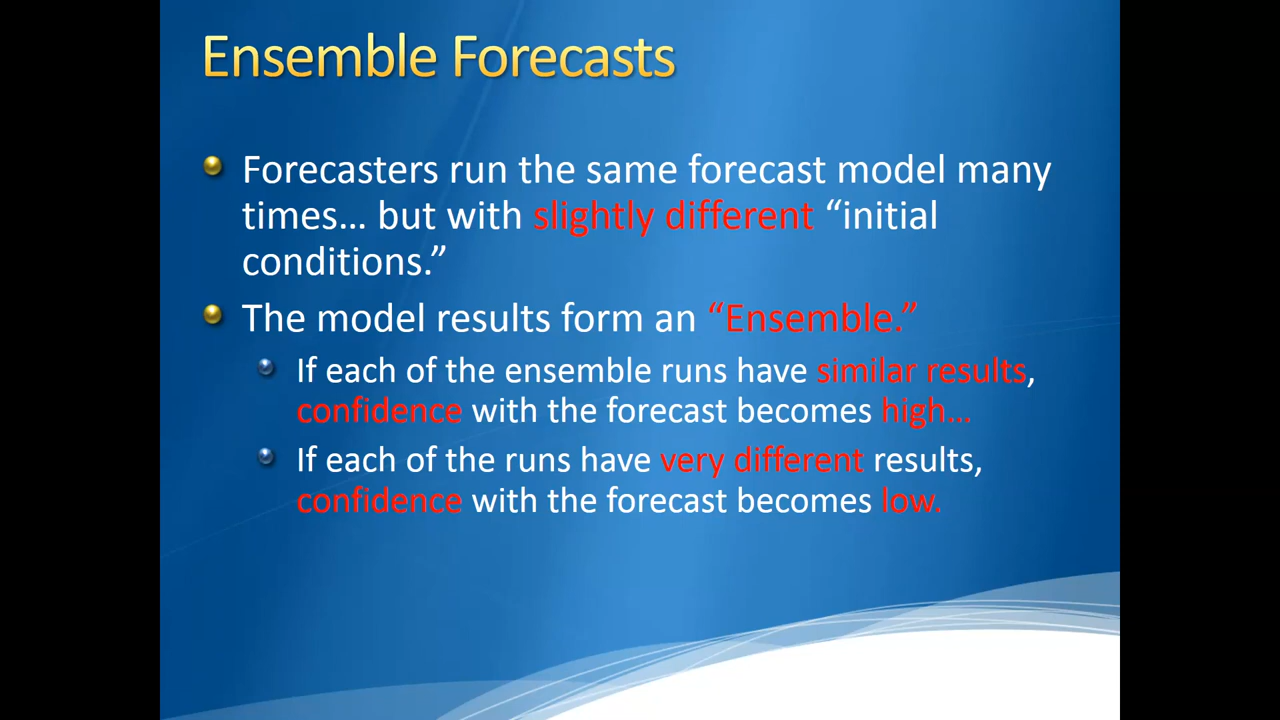 Ensemble Forecasts
Forecasters run the same forecast model many
times… but with slightly different “initial
conditions.”
The model results form an “Ensemble.”
If each of the ensemble runs have similar results,
confidence with the forecast becomes high…
If each of the runs have very different results,
confidence with the forecast becomes low.